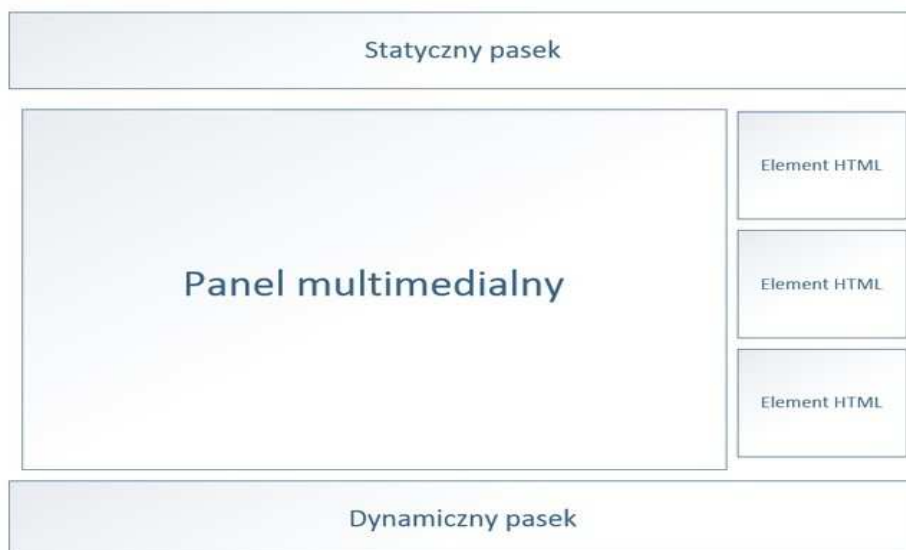 Statyczny pasek
Panel multimedialny
Element HTML
Element HTML
Element HTML
Dynamiczny pasek